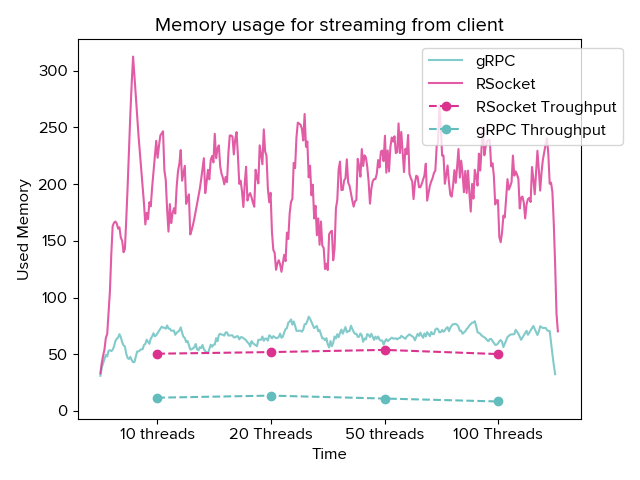 Memory usage for streaming from client
gRPC
RSocket
RSocket Troughput
gRPC Throughput
Used Memory
300
250
200
150
100
50
0
10 threads
20 Threads
50 threads
100 Threads
Time